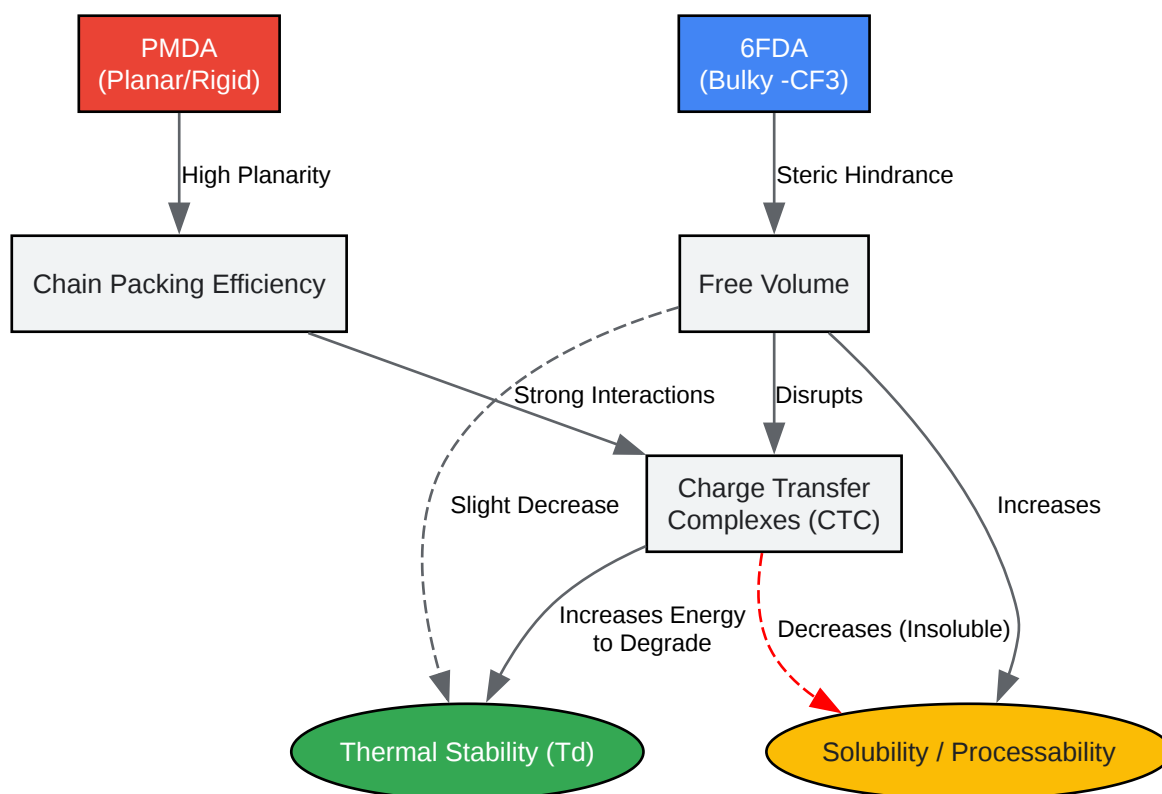 PMDA
(Planar/Rigid)
6FDA
(Bulky -CF3)
High Planarity
Steric Hindrance
Chain Packing Efficiency
Free Volume
Strong Interactions
Disrupts
Slight Decrease
Charge Transfer
Complexes (CTC)
Increases
Increases Energy
to Degrade
Decreases (Insoluble)
Thermal Stability (Td)
Solubility / Processability